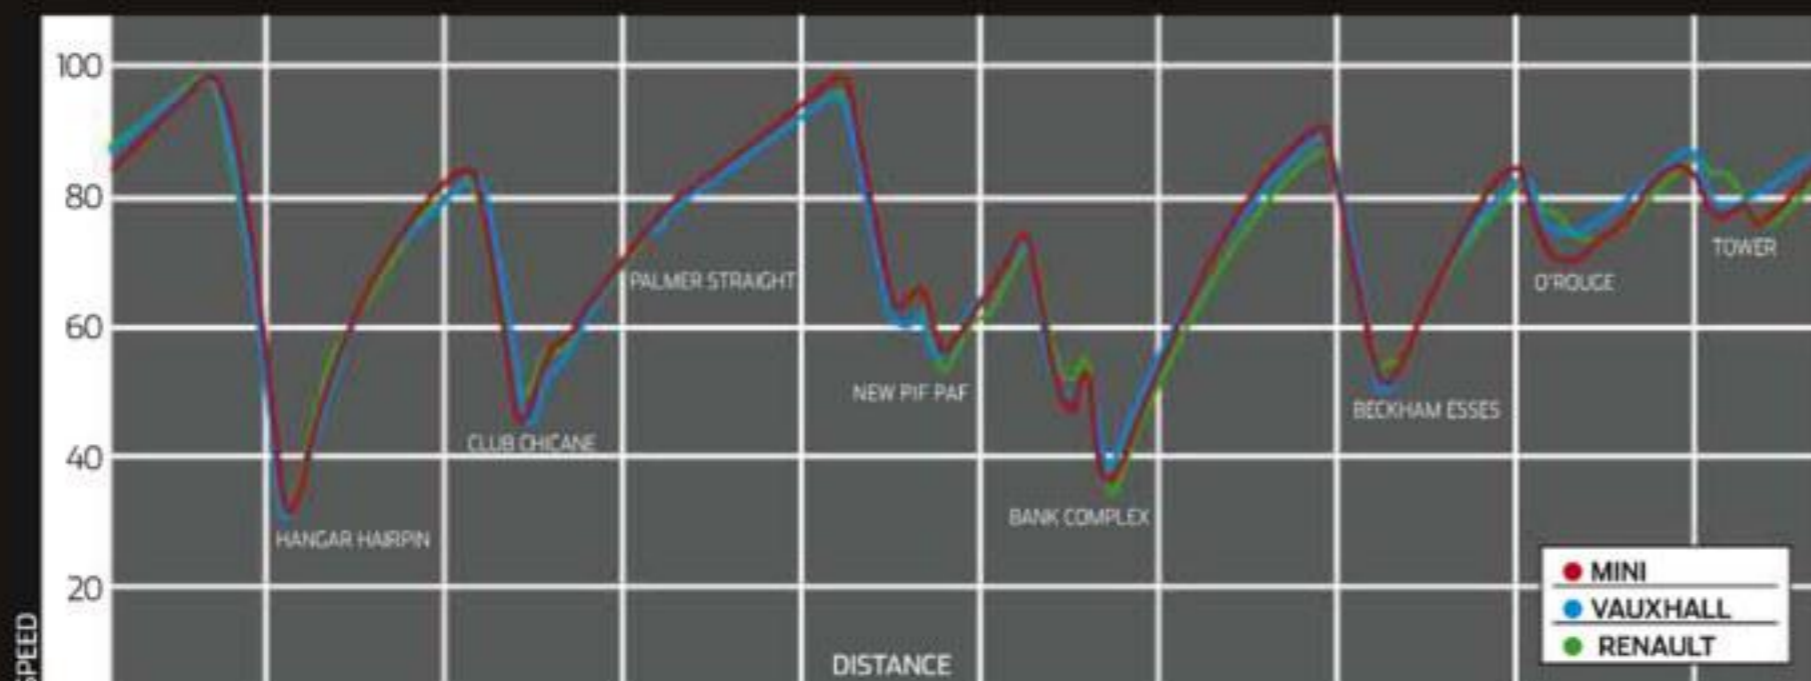 100
80
60
40
20
SPEED
HANGAR HAIRPIN
CLUB CHICANE
PALMER STRAIGHT
NEW PIF PAF
BANK COMPLEX
BECKHAM ESSES
O'ROUGE
TOWER
DISTANCE
MINI
VAUXHALL
RENAULT